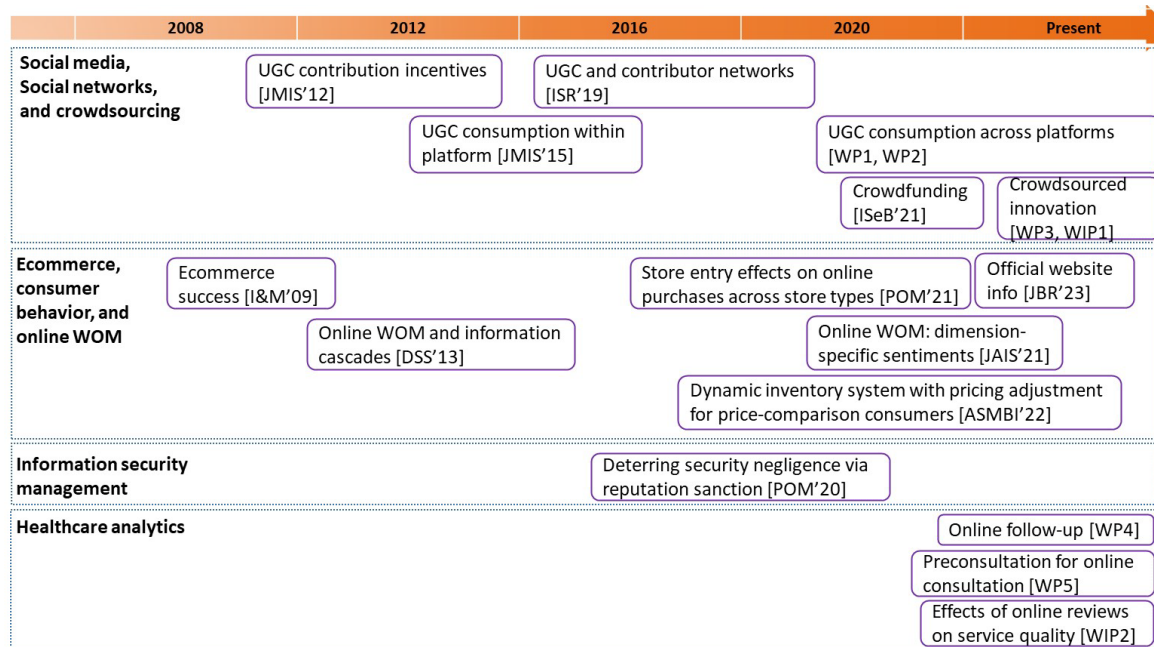 2008 2012 2016 2020 Present
Social media,
Social networks,
and crowdsourcing
UGC contribution incentives
[JMIS’12]
UGC and contributor networks
[ISR’19]
UGC consumption within
platform [JMIS’15]
UGC consumption across platforms
[WP1, WP2]
Crowdfunding
[ISeB’21]
Crowdsourced
innovation
[WP3, WIP1]
Ecommerce,
consumer
behavior, and
online WOM
Ecommerce
success [I&M’09]
Store entry effects on online
purchases across store types [POM’21]
Official website
info [JBR’23]
Online WOM and information
cascades [DSS’13]
Online WOM: dimension-
specific sentiments [JAIS’21]
Dynamic inventory system with pricing adjustment
for price-comparison consumers [ASMBI’22]
Information security
management
Deterring security negligence via
reputation sanction [POM’20]
Healthcare analytics
Online follow-up [WP4]
Preconsultation for online
consultation [WP5]
Effects of online reviews
on service quality [WIP2]